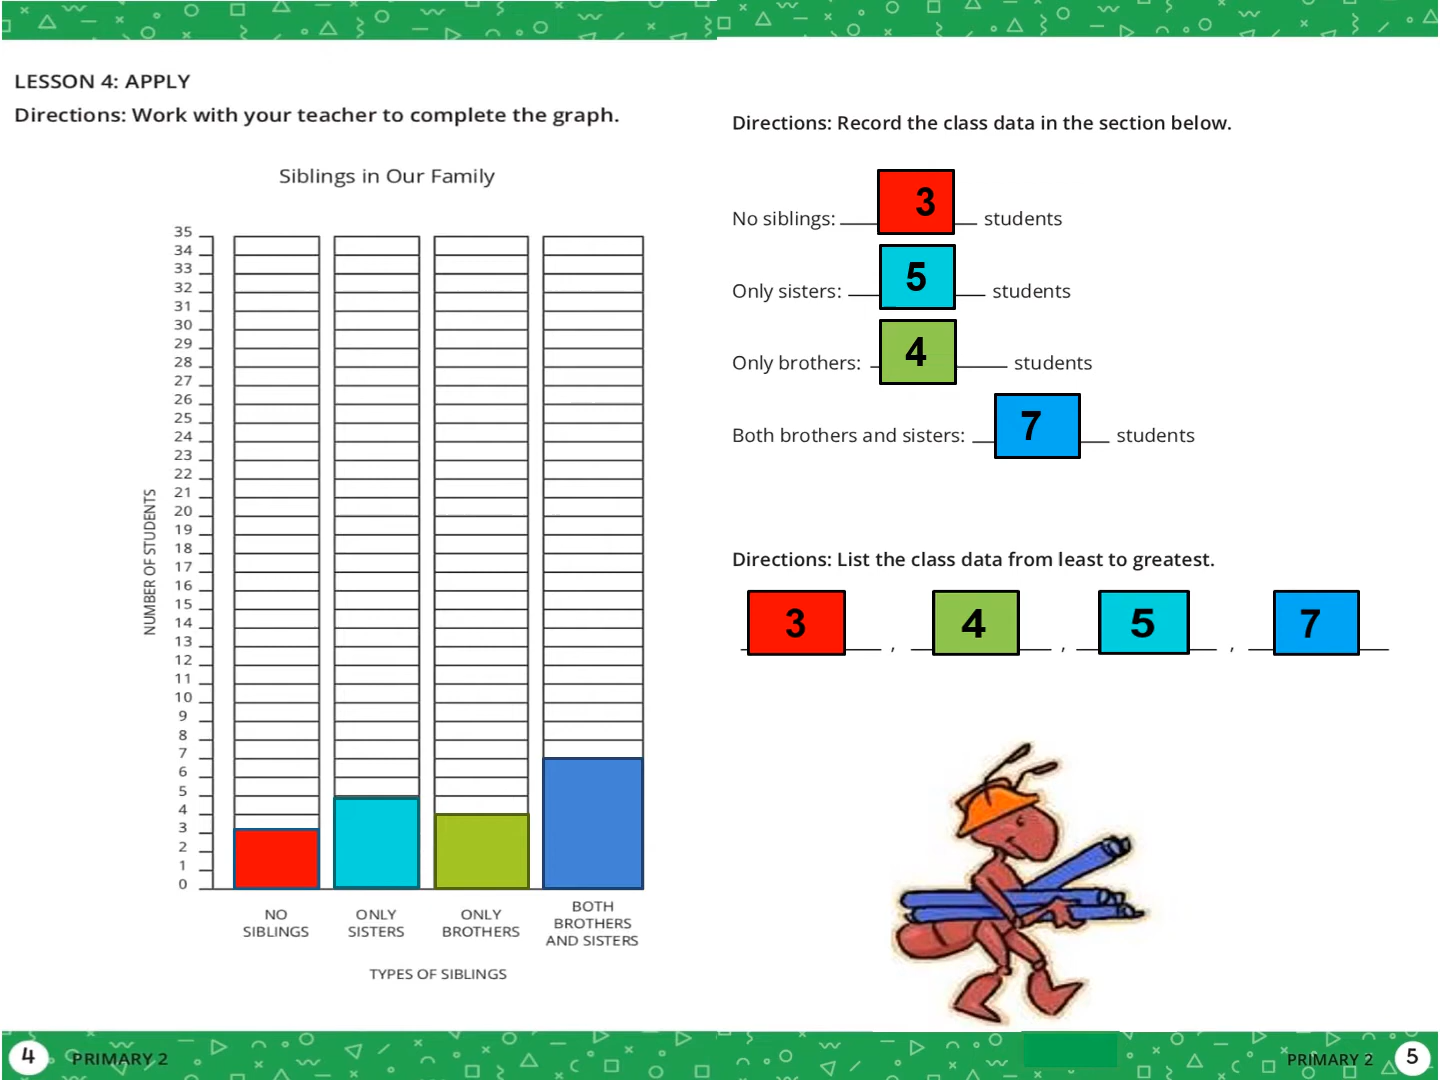 LESSON 4: APPLY
Directions: Work with your teacher to complete the graph.
Siblings in Our Family
35
34
33
32
31
30
29
28
27
26
25
24
23
22
21
20
19
18
17
16
15
14
13
12
11
10
9
8
7
6
5
4
3
2
1
0
NUMBER OF STUDENTS
NO SIBLINGS
ONLY SISTERS
ONLY BROTHERS
BOTH BROTHERS AND SISTERS
TYPES OF SIBLINGS
4 PRIMARY 2
Directions: Record the class data in the section below.
No siblings: 3 students
Only sisters: 5 students
Only brothers: 4 students
Both brothers and sisters: 7 students
Directions: List the class data from least to greatest.
3 , 4 , 5 , 7
PRIMARY 2 5